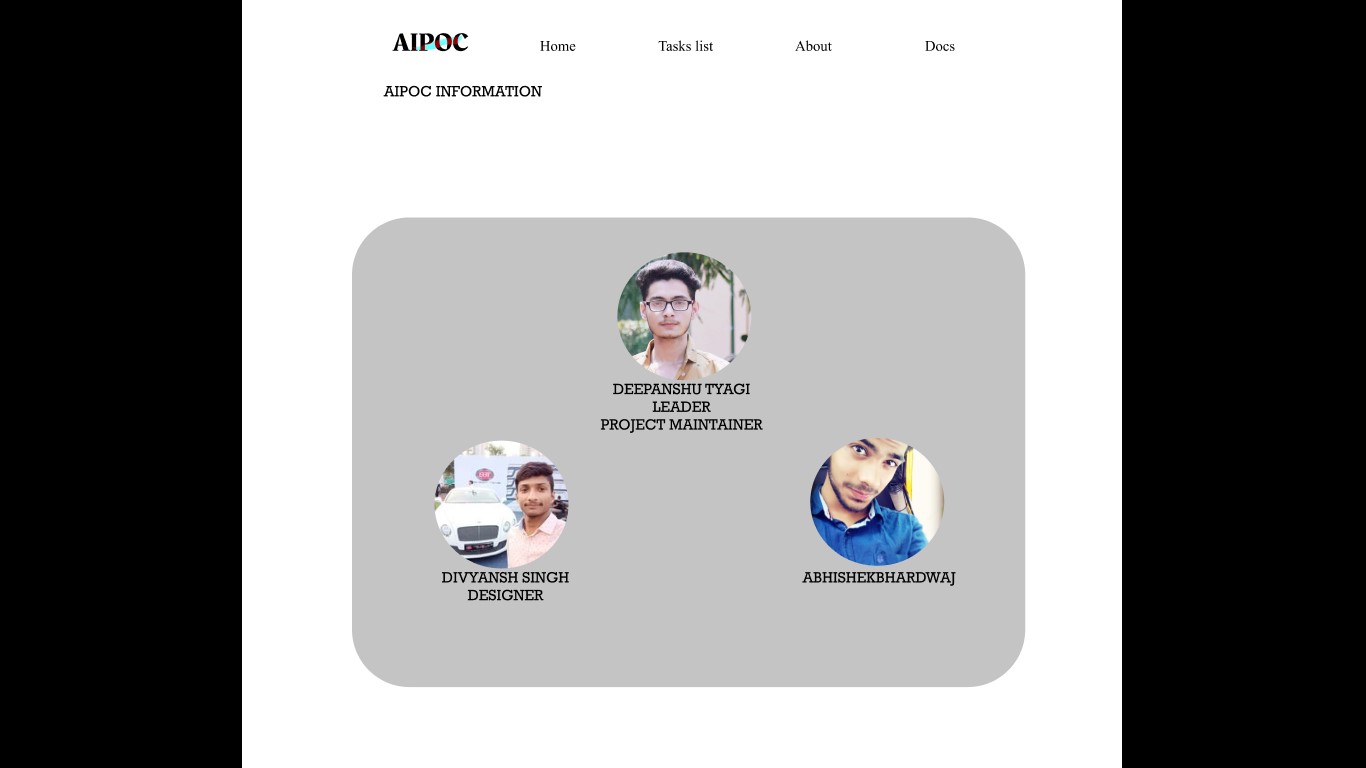 AIPOC
Home
Tasks list
About
Docs
AIPOC INFORMATION
DEEPANSHU TYAGI
LEADER
PROJECT MAINTAINER
DIVYANSH SINGH
DESIGNER
ABHISHEKBHARDWAJ